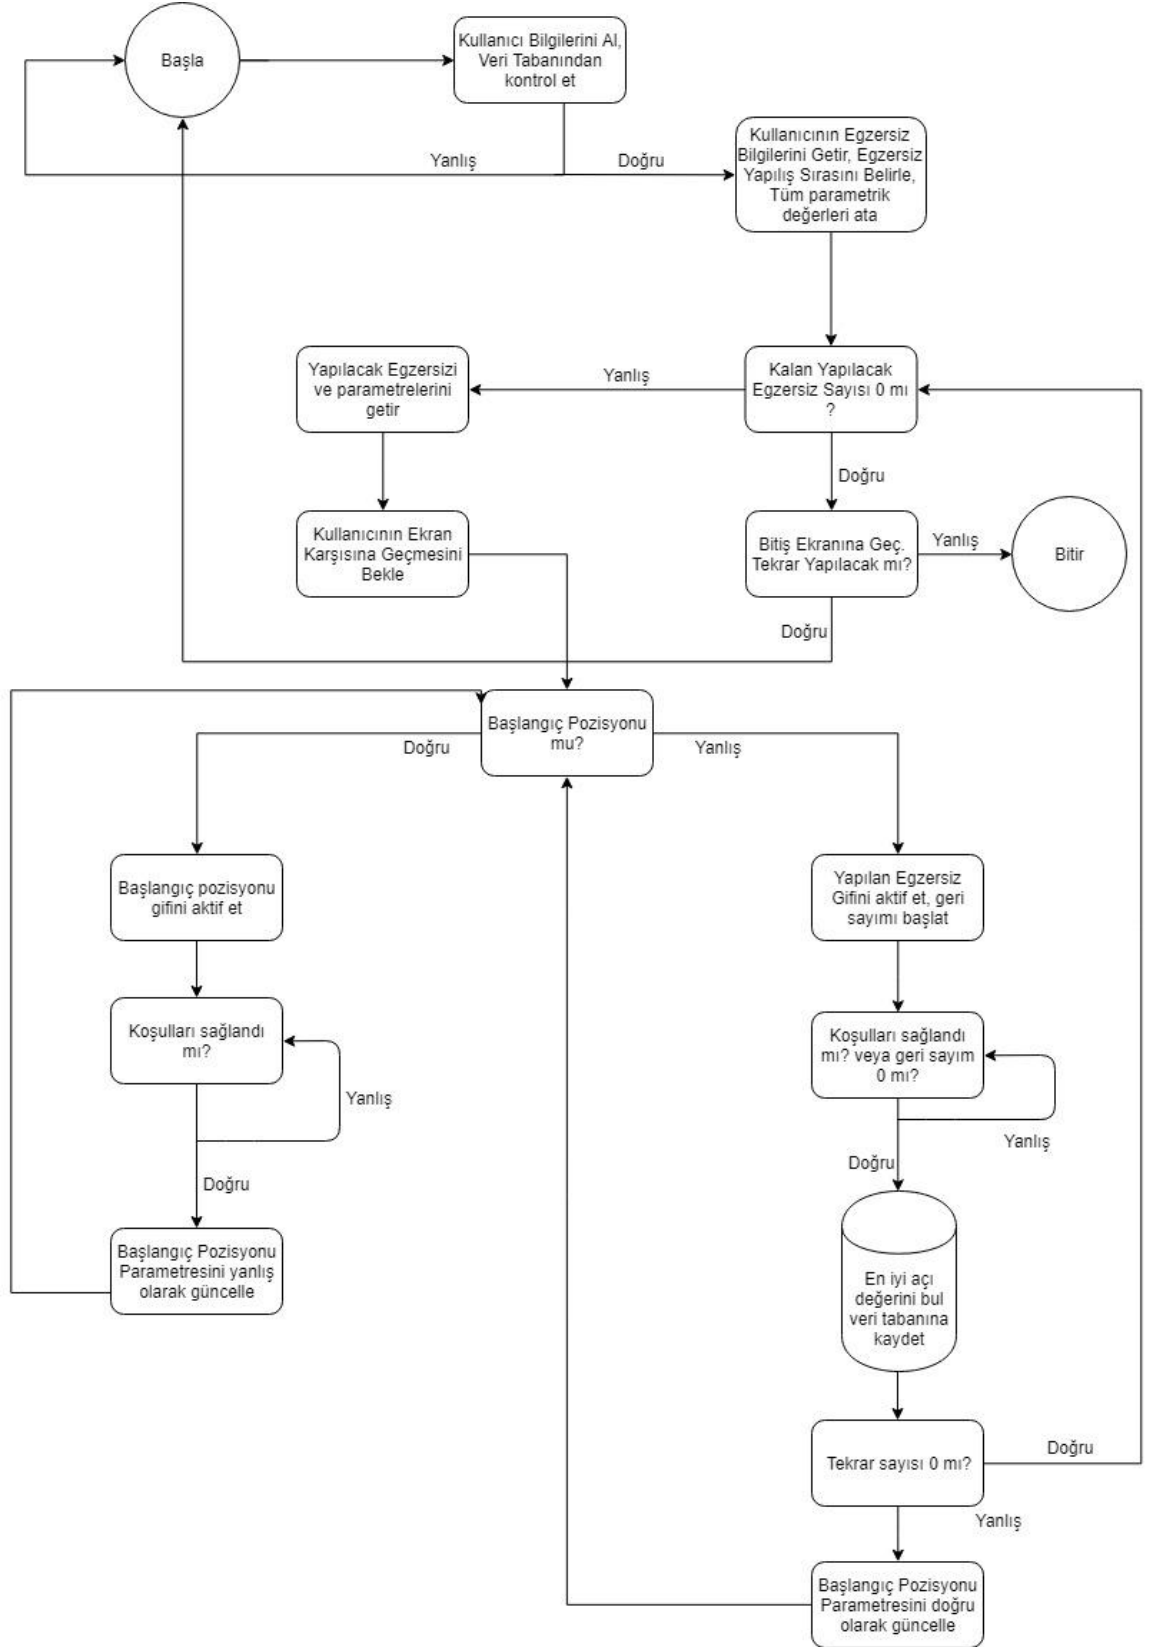 Başla
Kullanıcı Bilgilerini Al,
Veri Tabanından
kontrol et
Yanlış
Doğru
Kullanıcının Egzersiz
Bilgilerini Getir, Egzersiz
Yapılış Sırasını Belirle,
Tüm parametrik
değerleri ata
Yapılacak Egzersizi
ve parametrelerini
getir
Yanlış
Kalan Yapılacak
Egzersiz Sayısı 0 mı
?
Doğru
Kullanıcının Ekran
Karşısına Geçmesini
Bekle
Bitiş Ekranına Geç.
Tekrar Yapılacak mı?
Yanlış
Bitir
Doğru
Başlangıç Pozisyonu
mu?
Doğru
Yanlış
Başlangıç pozisyonu
gifini aktif et
Yapılan Egzersiz
Gifini aktif et, geri
sayımı başlat
Koşulları sağlandı
mı?
Yanlış
Koşulları sağlandı
mı? veya geri sayım
0 mı?
Yanlış
Doğru
Doğru
Başlangıç Pozisyonu
Parametresini yanlış
olarak güncelle
En iyi açı
değerini bul
veri tabanına
kaydet
Tekrar sayısı 0 mı?
Doğru
Yanlış
Başlangıç Pozisyonu
Parametresini doğru
olarak güncelle